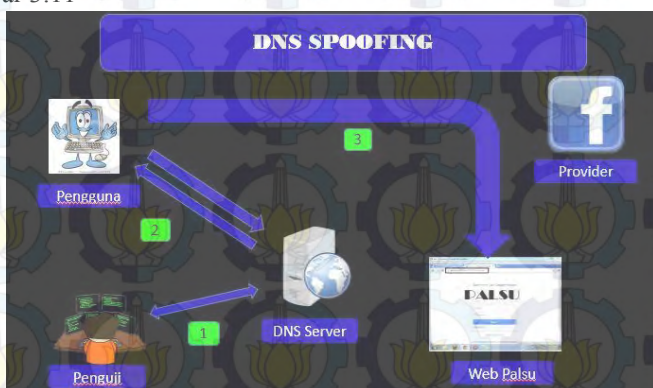 DNS SPOOFING
3
Provider
Pengguna
2
1
DNS Server
PALSU
Penguji
Web Palsu